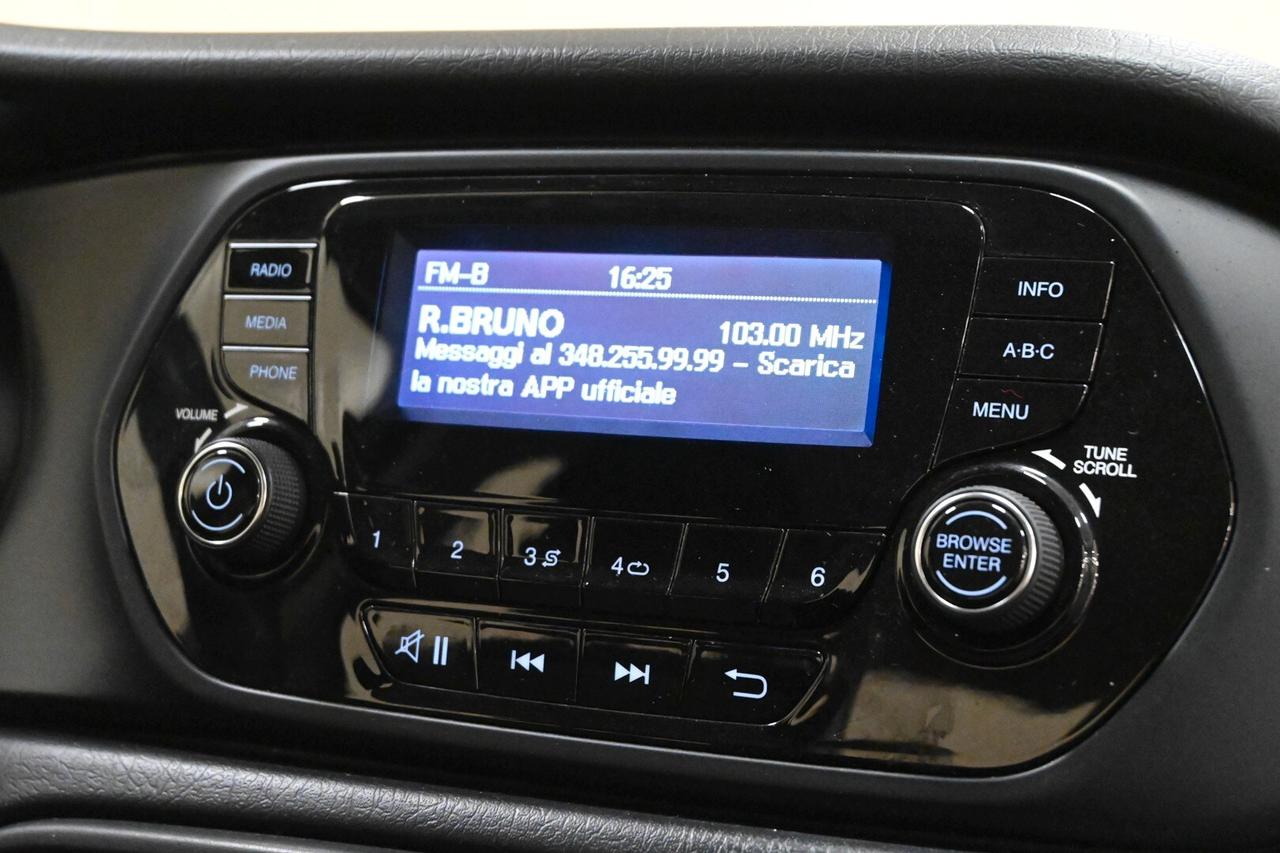 RADIO
MEDIA
PHONE
VOLUME
FM-B 16:25
R.BRUNO 103.00 MHz
Messaggi al 348.255.99.99 - Scarica
la nostra APP ufficiale
INFO
A·B·C
MENU
TUNE
SCROLL
BROWSE
ENTER
1 2 3 4 5 6